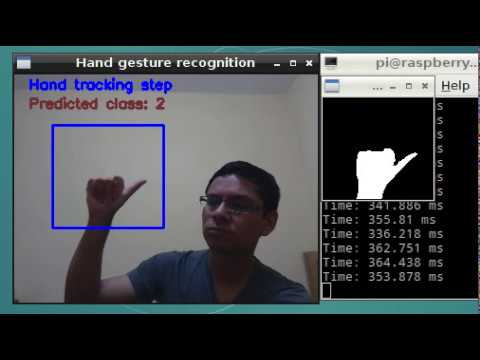 Hand gesture recognition
pi@raspberry...
Hand tracking step
Predicted class: 2
...
Help
s
s
s
s
s
s
s
Time: 341.886 ms
Time: 355.81 ms
Time: 336.218 ms
Time: 362.751 ms
Time: 364.438 ms
Time: 353.878 ms